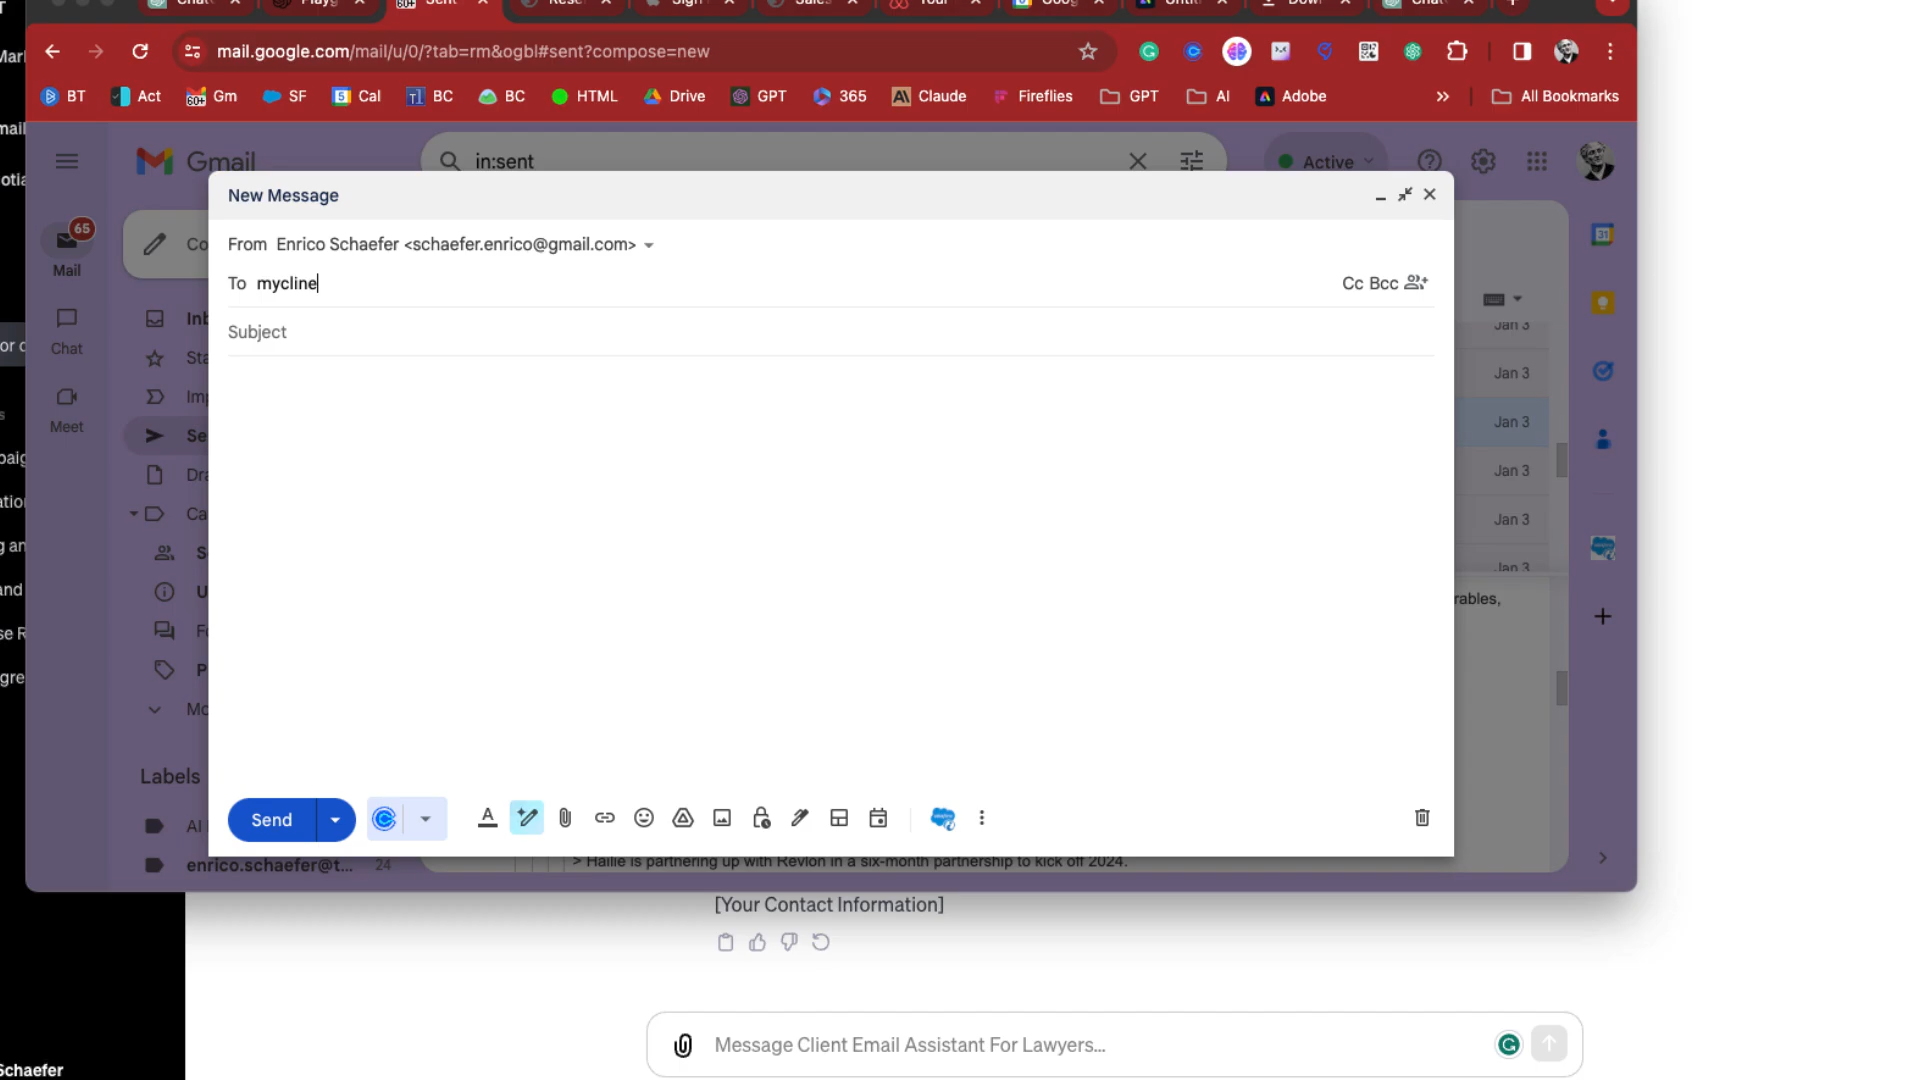 mail.google.com/mail/u/0/?tab=rm&ogbl#sent?compose=new
BT Act Gm SF Cal BC BC HTML Drive GPT 365 Claude Fireflies GPT AI Adobe » All Bookmarks
Gmail
in:sent
Active
New Message
From Enrico Schaefer <schaefer.enrico@gmail.com>
To mycline
Cc Bcc
Subject
65
Mail
Chat
Meet
Jan 3
Jan 3
Jan 3
Jan 3
Jan 3
Jan 3
rables,
Labels
Send
enrico.schaefer@t... 24
> Hailie is partnering up with Revlon in a six-month partnership to kick off 2024.
[Your Contact Information]
Message Client Email Assistant For Lawyers...
Schaefer